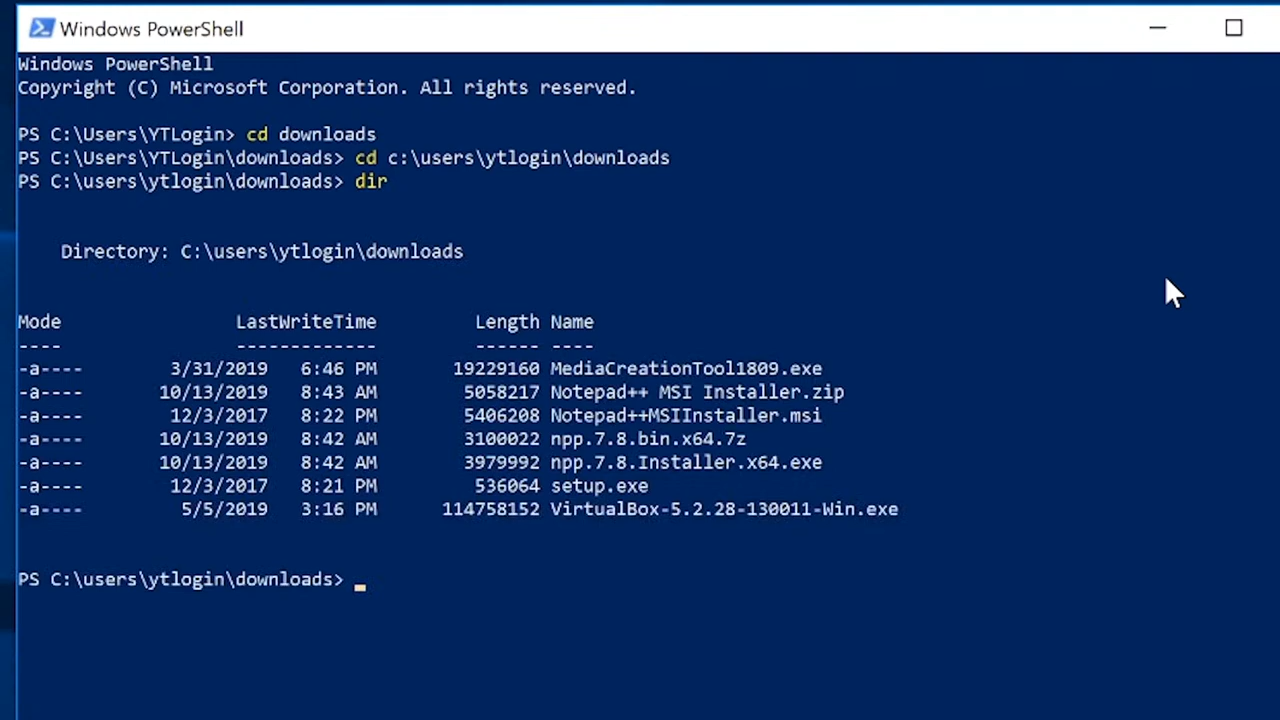 Windows PowerShell
Windows PowerShell
Copyright (C) Microsoft Corporation. All rights reserved.
PS C:\Users\YTLogin> cd downloads
PS C:\Users\YTLogin\downloads> cd c:\users\ytlogin\downloads
PS C:\users\ytlogin\downloads> dir
Directory: C:\users\ytlogin\downloads
Mode LastWriteTime Length Name
---- ------------- ------ ----
-a---- 3/31/2019 6:46 PM 19229160 MediaCreationTool1809.exe
-a---- 10/13/2019 8:43 AM 5058217 Notepad++ MSI Installer.zip
-a---- 12/3/2017 8:22 PM 5406208 Notepad++MSIInstaller.msi
-a---- 10/13/2019 8:42 AM 3100022 npp.7.8.bin.x64.7z
-a---- 10/13/2019 8:42 AM 3979992 npp.7.8.Installer.x64.exe
-a---- 12/3/2017 8:21 PM 536064 setup.exe
-a---- 5/5/2019 3:16 PM 114758152 VirtualBox-5.2.28-130011-Win.exe
PS C:\users\ytlogin\downloads> _